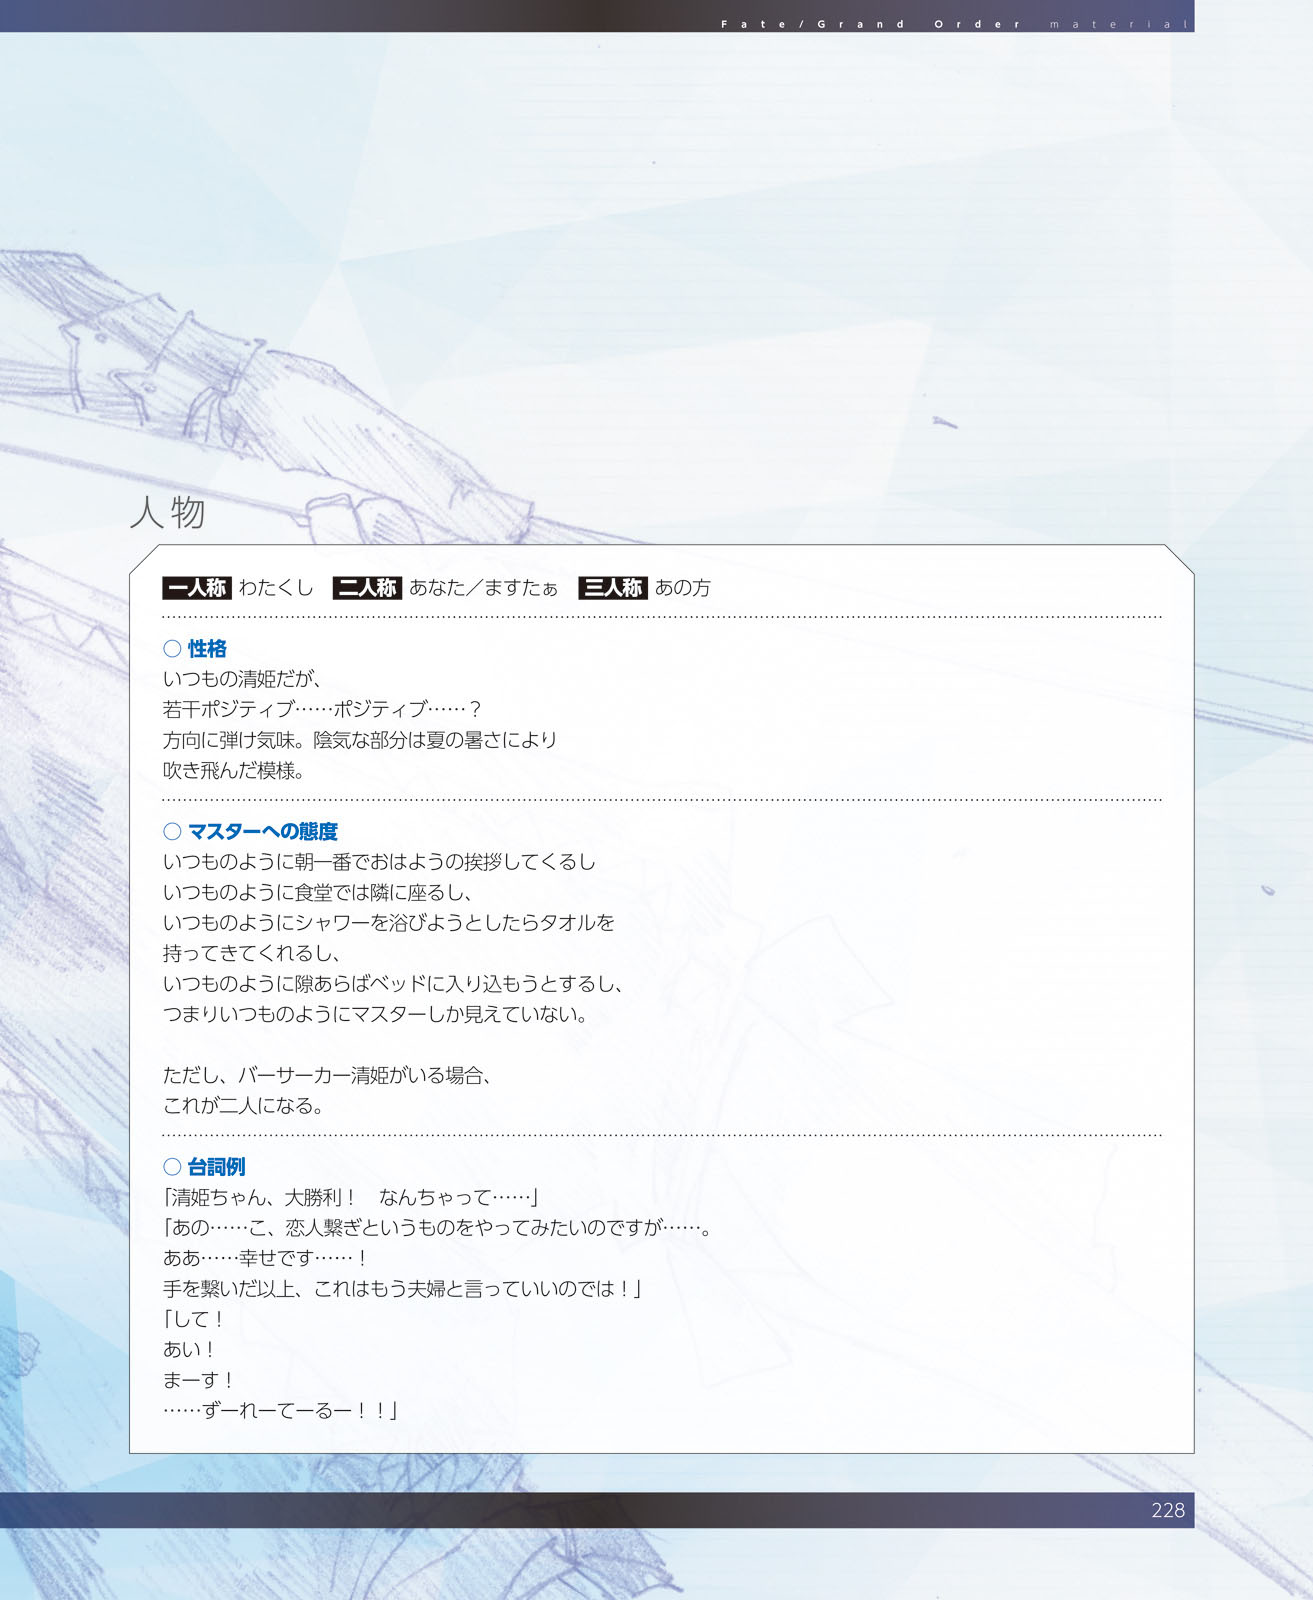 Fate/Grand Order material
人物
一人称 わたくし 二人称 あなた／ますたぁ 三人称 あの方
○ 性格
いつもの清姫だが、
若干ポジティブ……ポジティブ……？
方向に弾け気味。陰気な部分は夏の暑さにより
吹き飛んだ模様。
○ マスターへの態度
いつものように朝一番でおはようの挨拶してくるし
いつものように食堂では隣に座るし、
いつものようにシャワーを浴びようとしたらタオルを
持ってきてくれるし、
いつものように隙あらばベッドに入り込もうとするし、
つまりいつものようにマスターしか見えていない。
ただし、バーサーカー清姫がいる場合、
これが二人になる。
○ 台詞例
「清姫ちゃん、大勝利！　なんちゃって……」
「あの……こ、恋人繋ぎというものをやってみたいのですが……。
ああ……幸せです……！
手を繋いだ以上、これはもう夫婦と言っていいのでは！」
「して！
あい！
まーす！
……ずーれーてーるー！！」
228